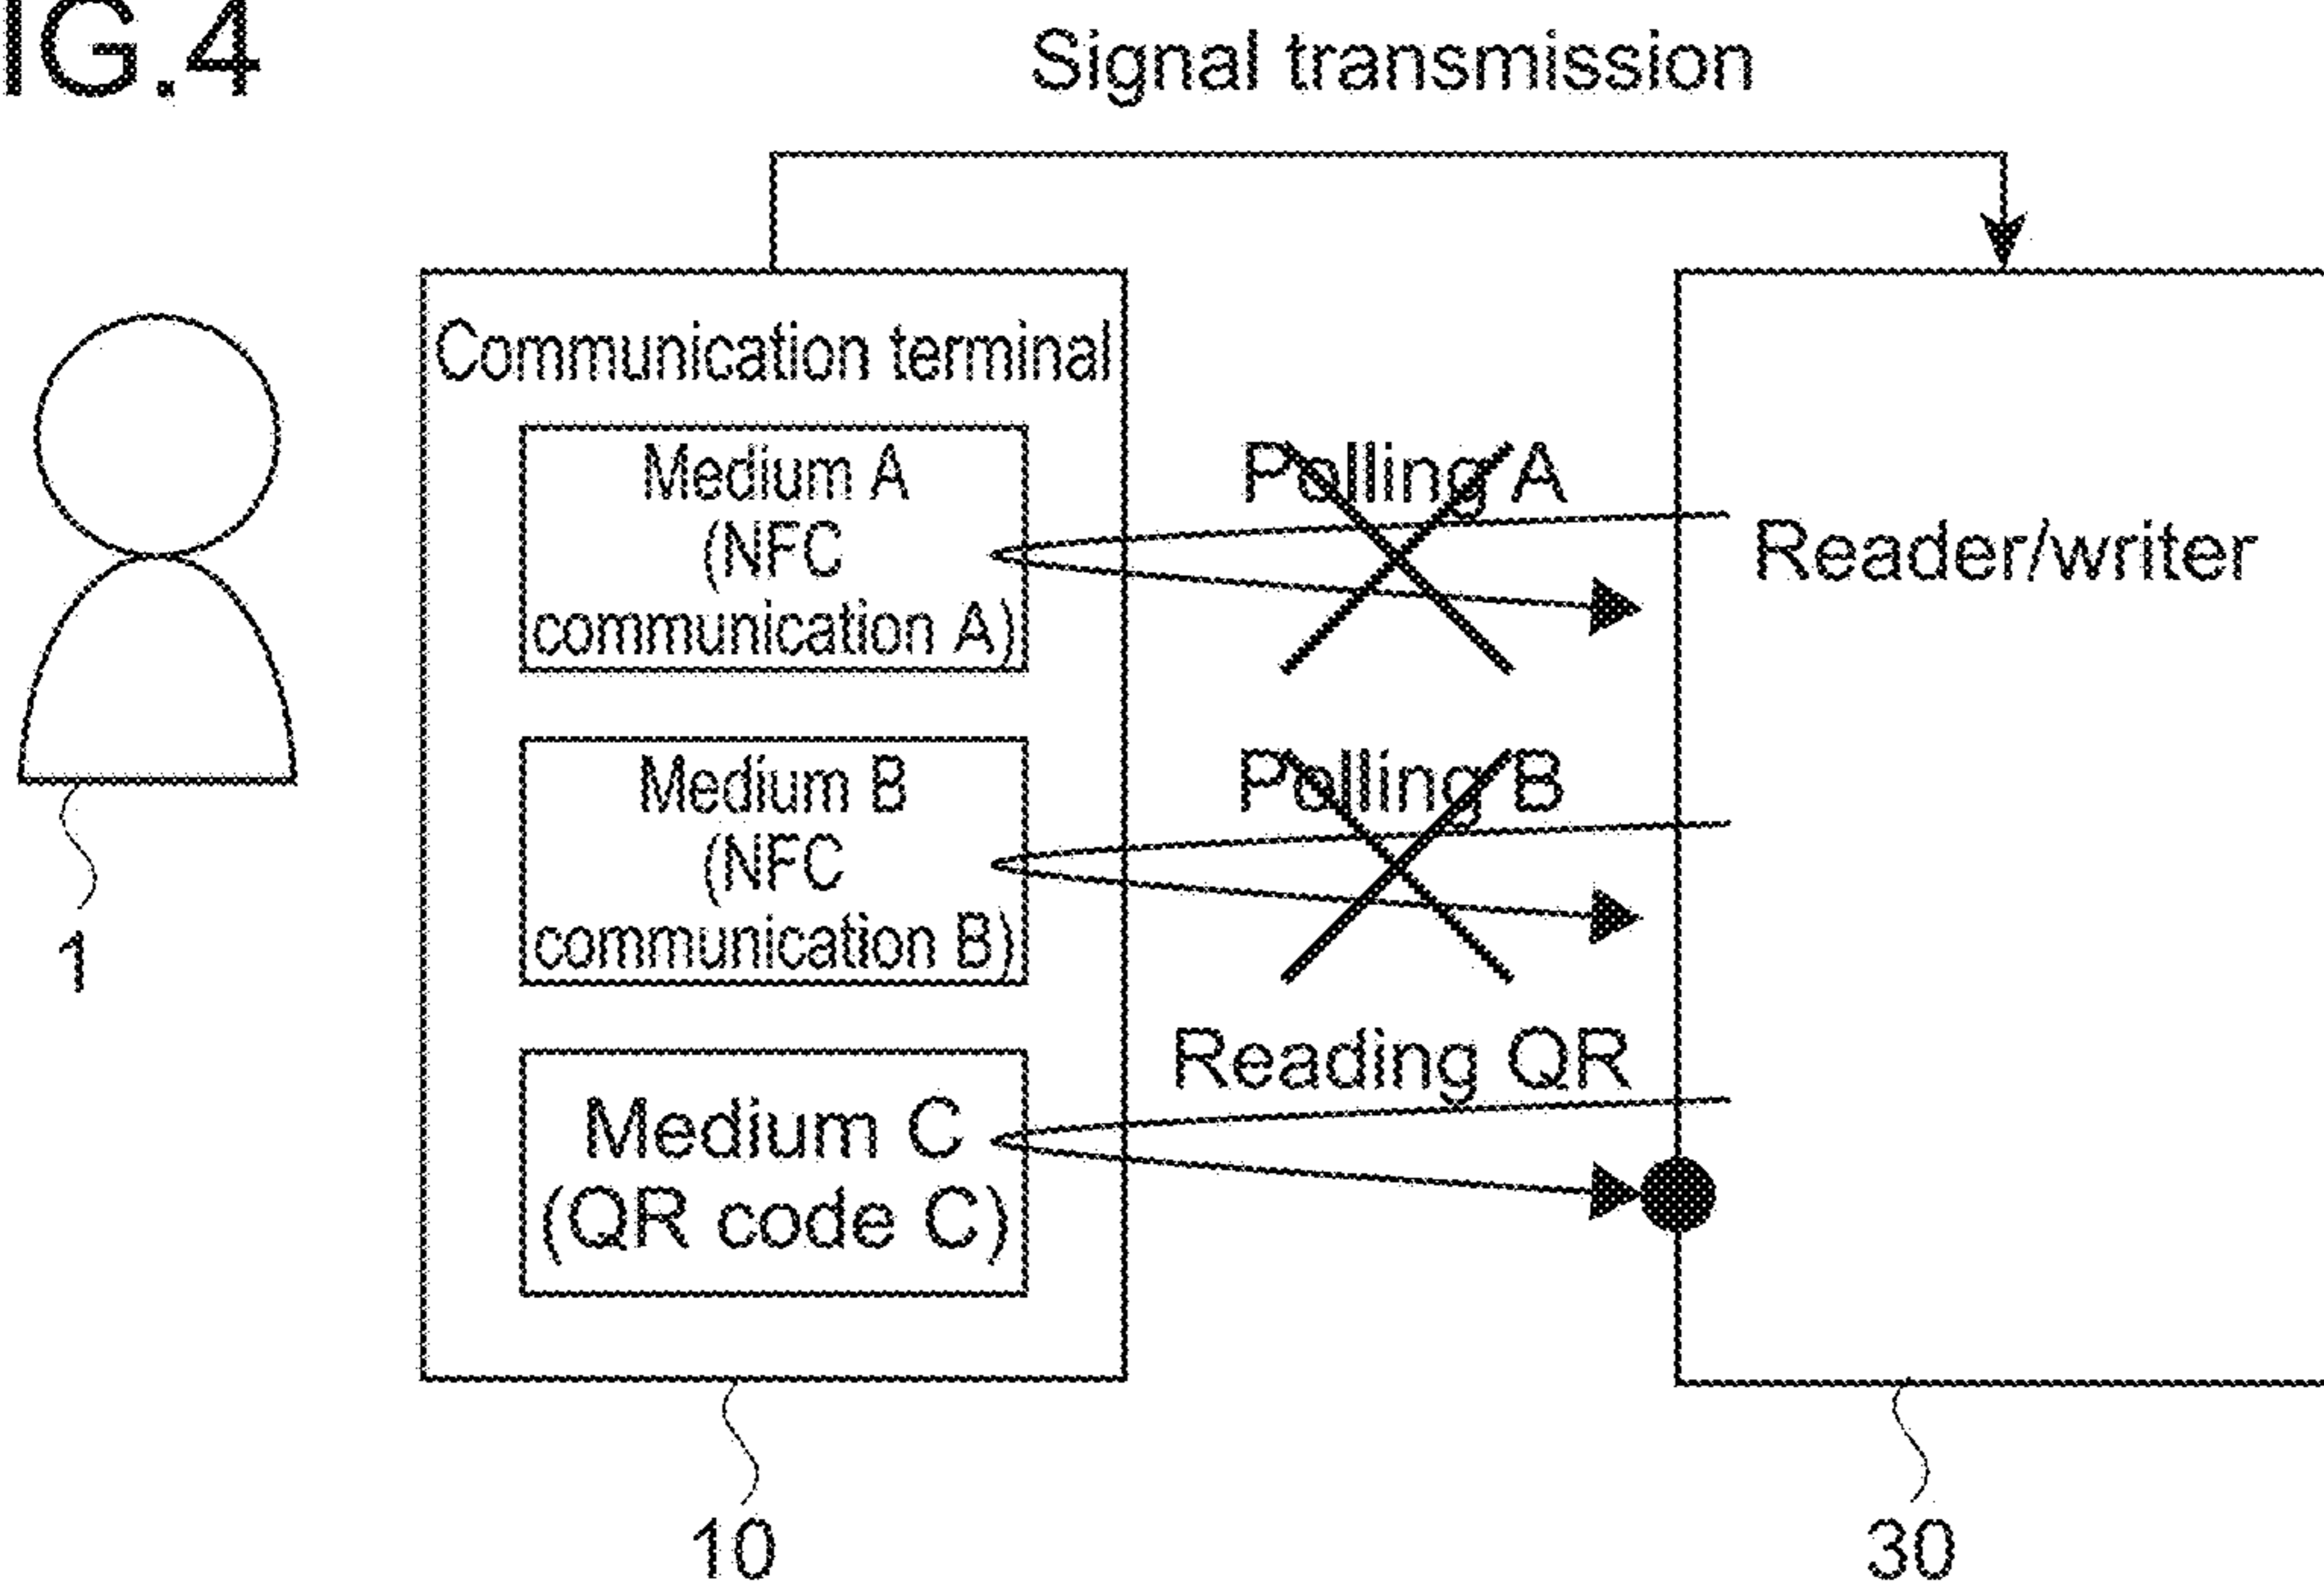 IG.4
Signal transmission
Communication terminal
Medium A
(NFC
communication A)
Polling A
Reader/writer
Medium B
(NFC
communication B)
Polling B
Reading QR
Medium C
(QR code C)
1
10
30